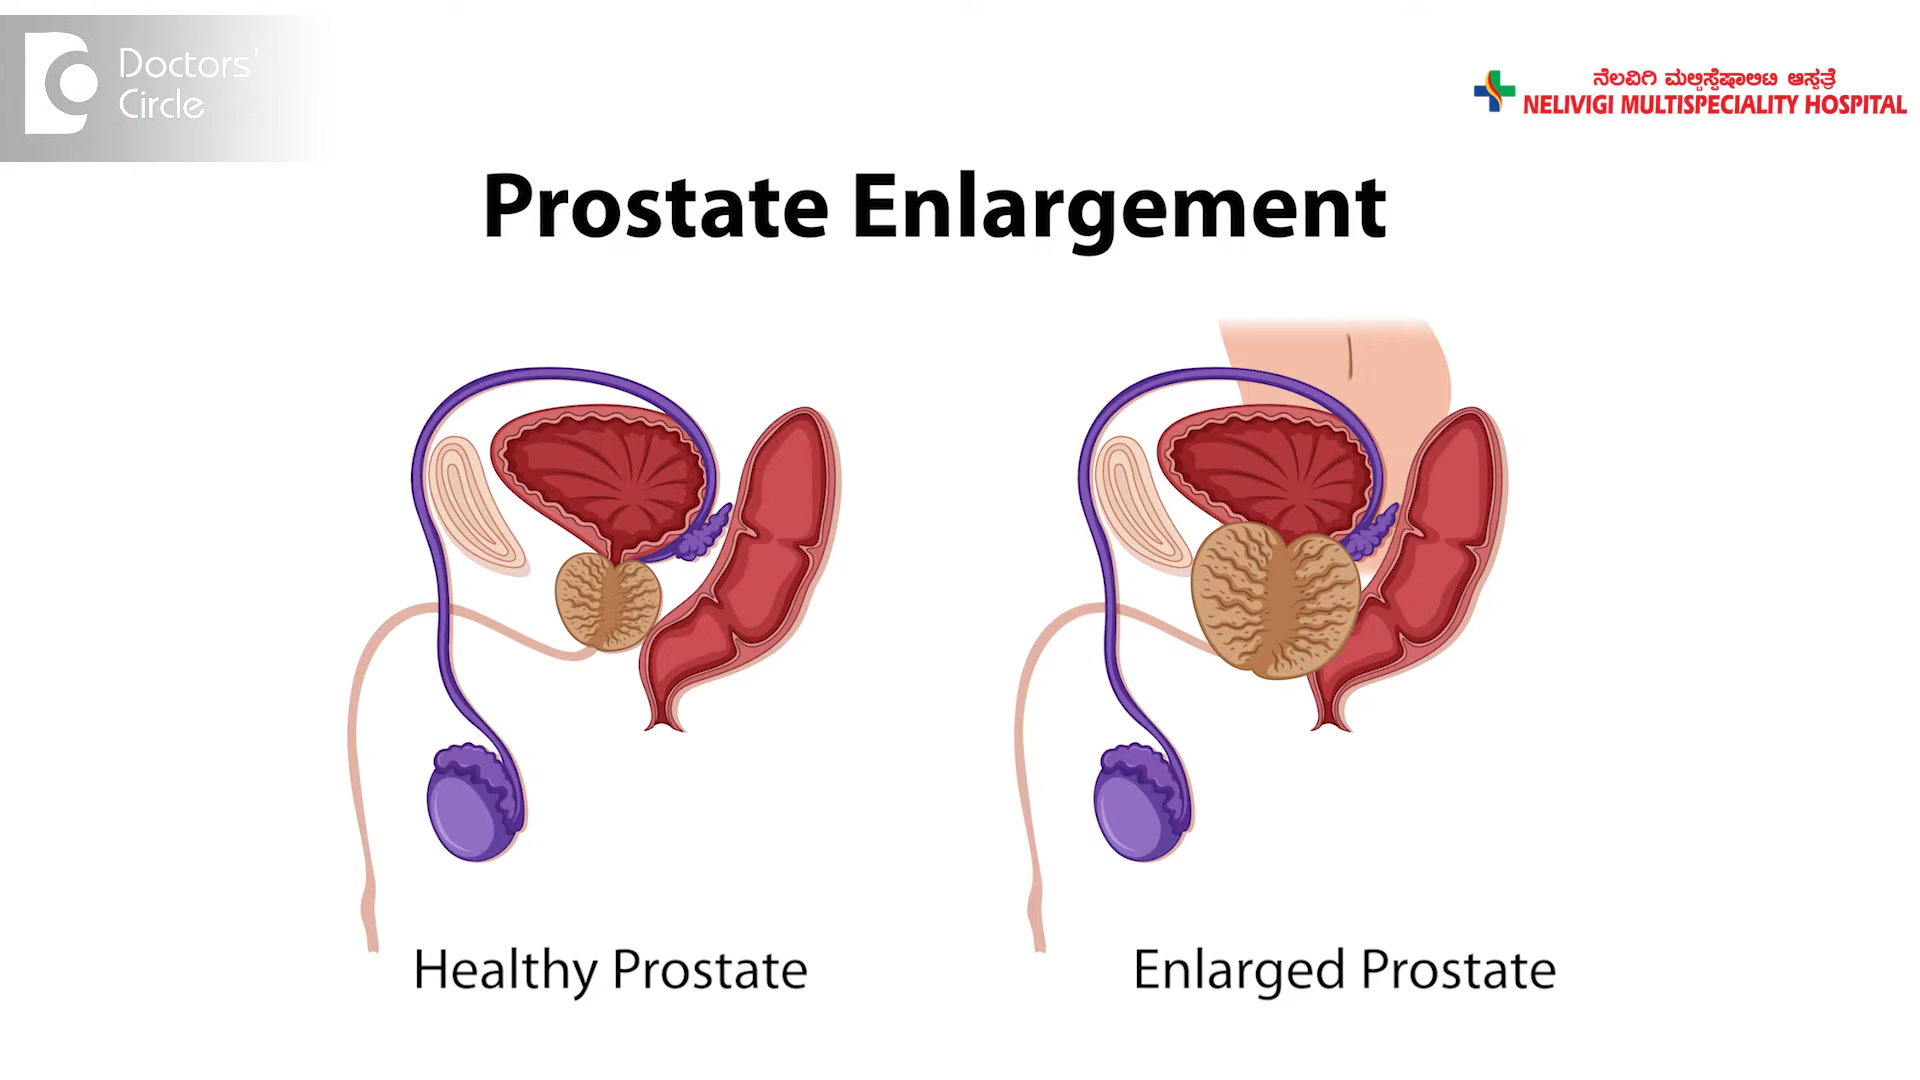 Doctors'
Circle
ನೆಲವಿಗಿ ಮಲ್ಟಿಸ್ಪೆಷಾಲಿಟಿ ಆಸ್ಪತ್ರೆ
NELIVIGI MULTISPECIALITY HOSPITAL
Prostate Enlargement
Healthy Prostate
Enlarged Prostate